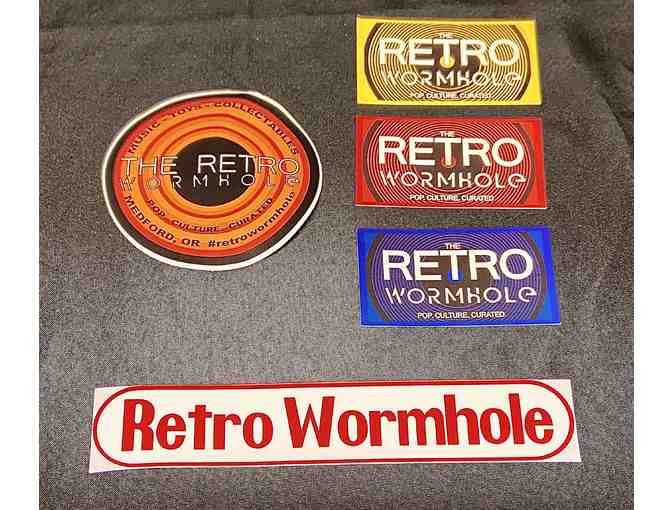 MUSIC - TOYS - COLLECTABLES
THE RETRO
WORMHOLE
POP - CULTURE - CURATED
MEDFORD, OR #retrowormhole
THE
RETRO
WORMHOLe
POP, CULTURE, CURATED
THE
RETRO
WORMHOLe
POP, CULTURE, CURATED
THE
RETRO
WORMHOLe
POP, CULTURE, CURATED
Retro Wormhole